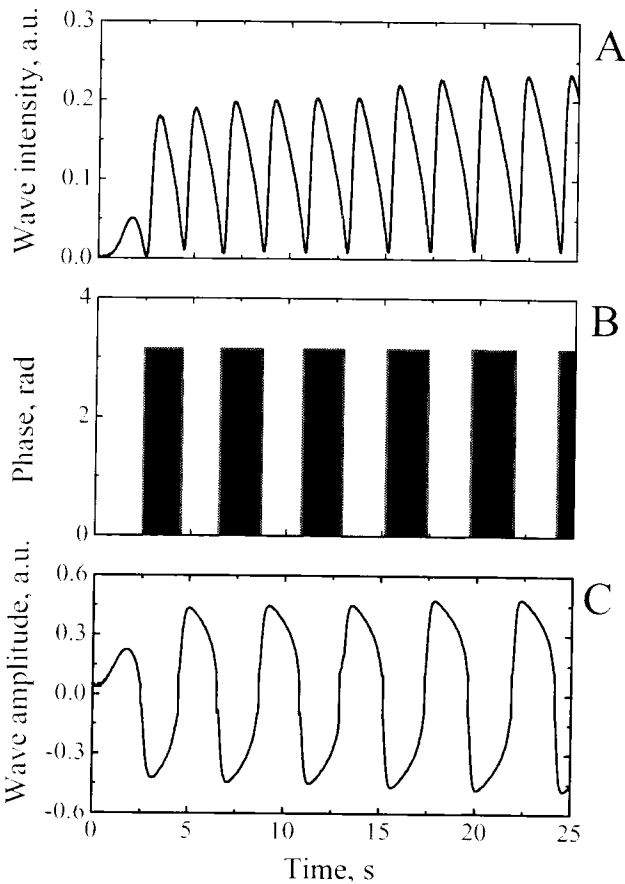 A
Wave intensity, a.u.
0.3
0.2
0.1
0.0
B
Phase, rad
4
2
0
C
Wave amplitude, a.u.
0.6
0.3
0.0
-0.3
-0.6
0 5 10 15 20 25
Time, s